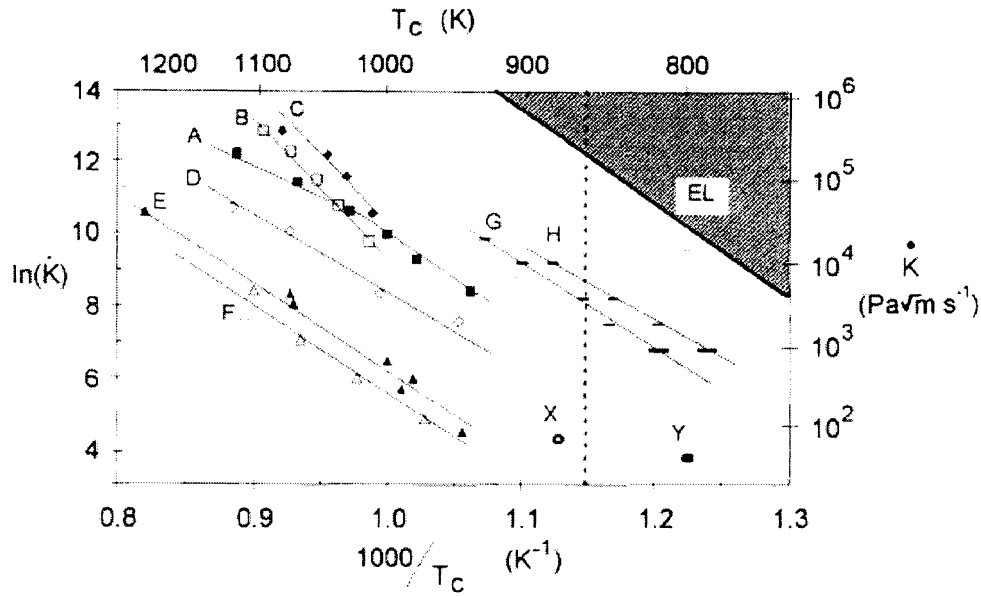 T_C (K)
1200 1100 1000 900 800
14 10^6
C
B
A
12 D 10^5
EL
E
10 G H
ln(K̇) 10^4 K̇
8 (Pa√m s^-1)
F 10^3
6
X
Y 10^2
4
0.8 0.9 1.0 1.1 1.2 1.3
1000/T_C (K^-1)